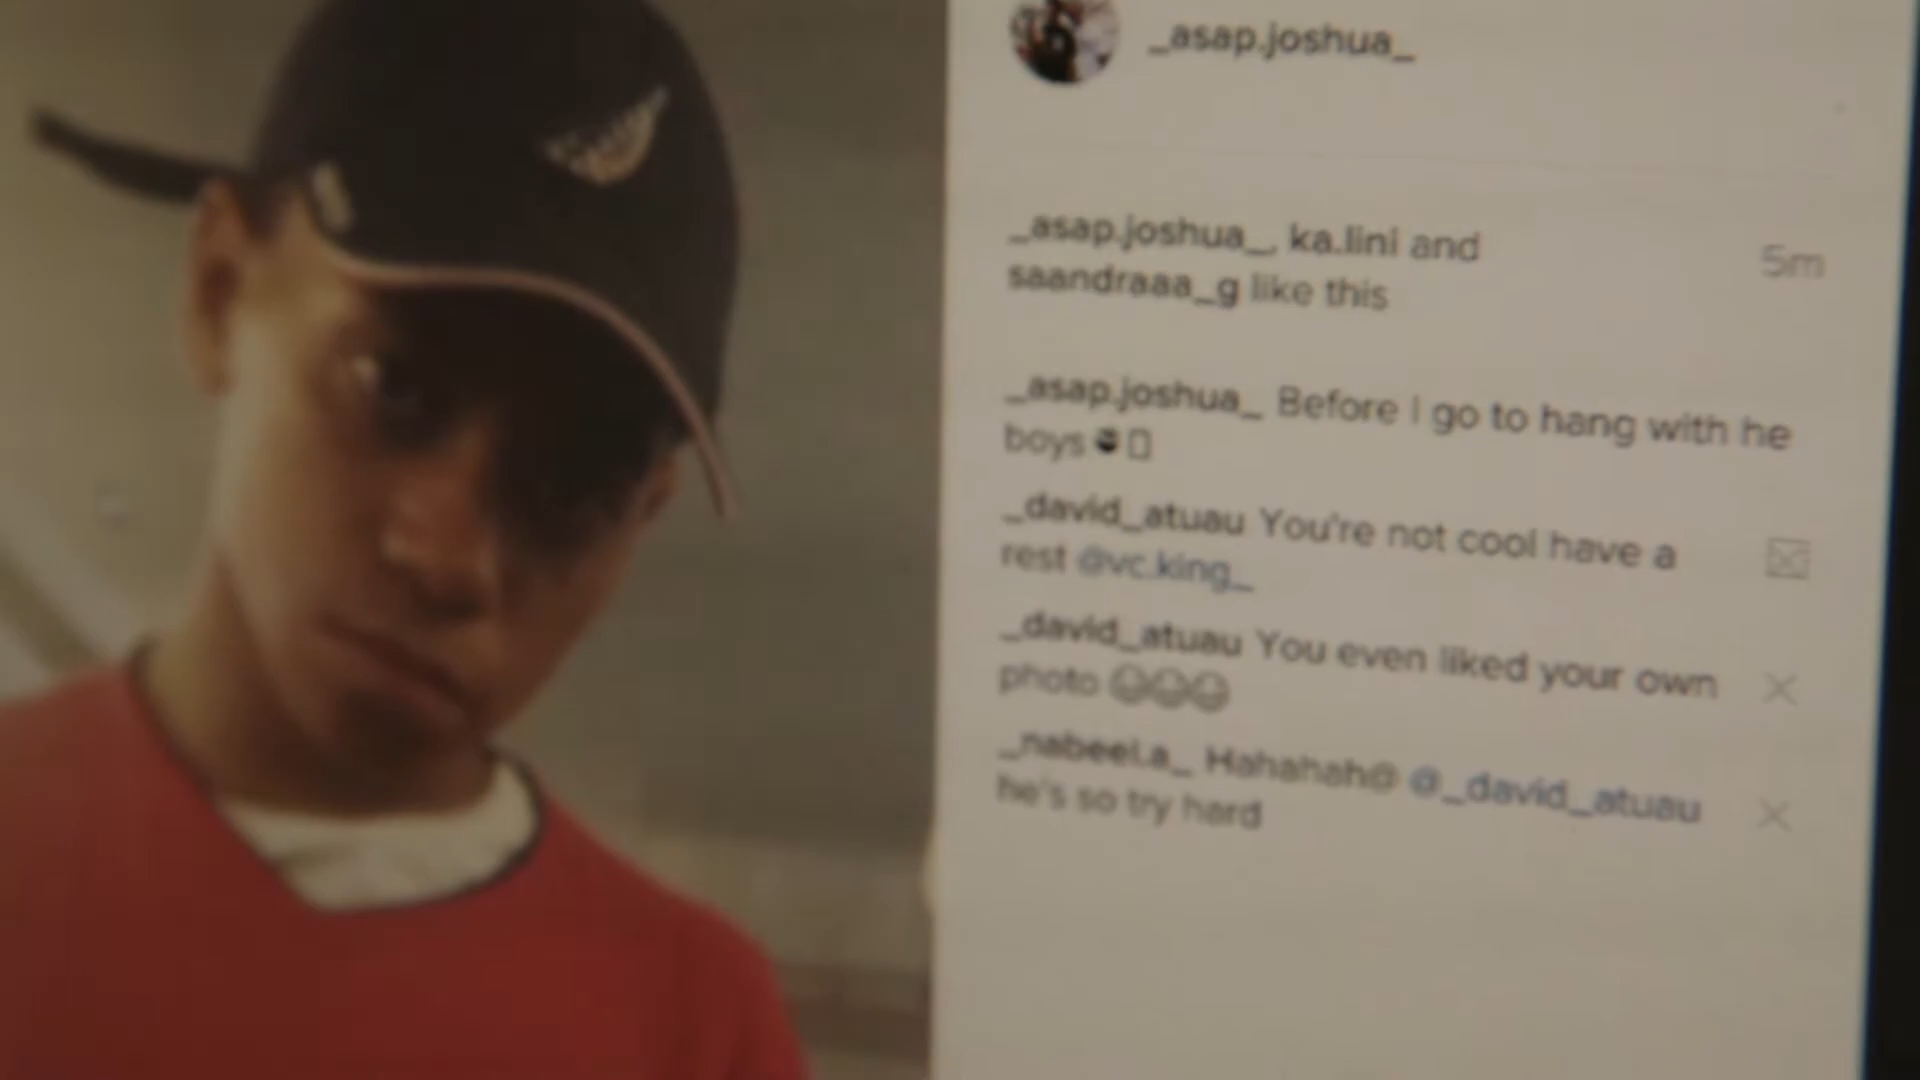 _asap.joshua_
_asap.joshua_, ka.lini and
saandraaa_g like this
5m
_asap.joshua_ Before I go to hang with he
boys
_david_atuau You're not cool have a
rest @vc.king_
_david_atuau You even liked your own
photo 😂😂😂
_nabeel.a_ Hahahah@ @_david_atuau
he's so try hard